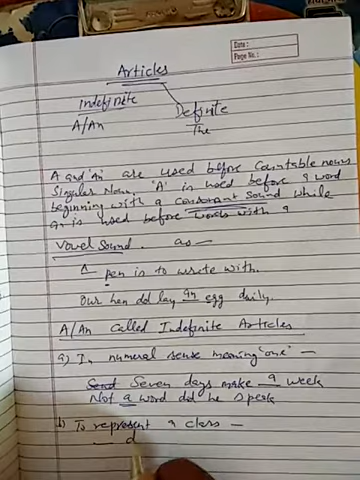 Date :
Page No. :
Articles
Indefinite
Definite
A/An
The
A and An are used before Countable nouns
Singular Noun. 'A' is used before a word
beginning with a consonant sound while
an is used before words with a
Vowel Sound. as —
A pen is to write with.
Our hen did lay an egg daily.
A/An Called Indefinite Articles
a) In numeral sense meaning 'one' —
Seven days make a week
Not a word did he speak
b) To represent a class —
d